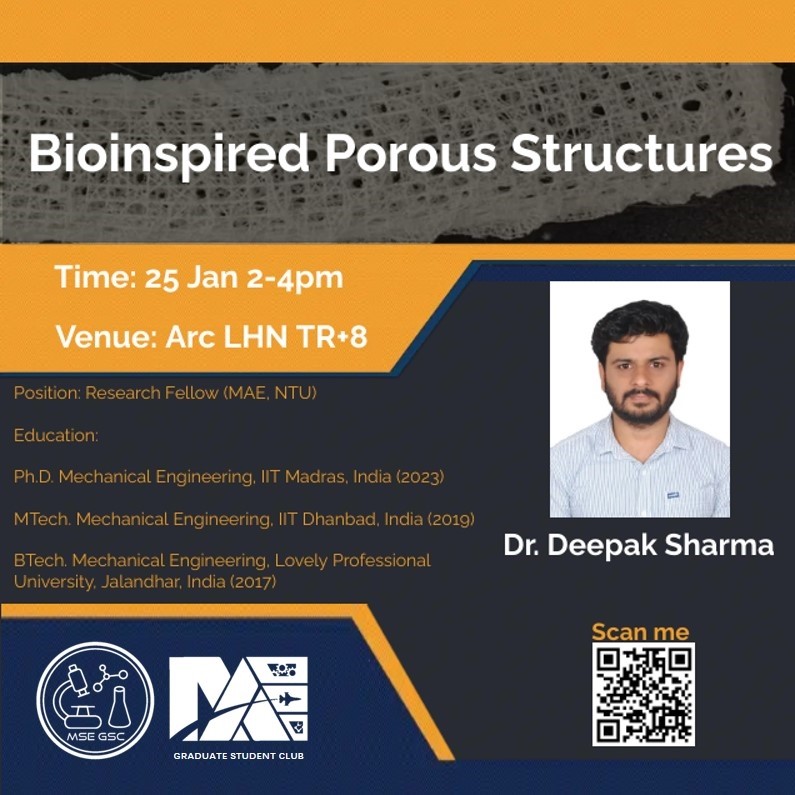 Bioinspired Porous Structures
Time: 25 Jan 2-4pm
Venue: Arc LHN TR+8
Position: Research Fellow (MAE, NTU)
Education:
Ph.D. Mechanical Engineering, IIT Madras, India (2023)
MTech. Mechanical Engineering, IIT Dhanbad, India (2019)
BTech. Mechanical Engineering, Lovely Professional
University, Jalandhar, India (2017)
Dr. Deepak Sharma
Scan me
MSE GSC
MAE
GRADUATE STUDENT CLUB